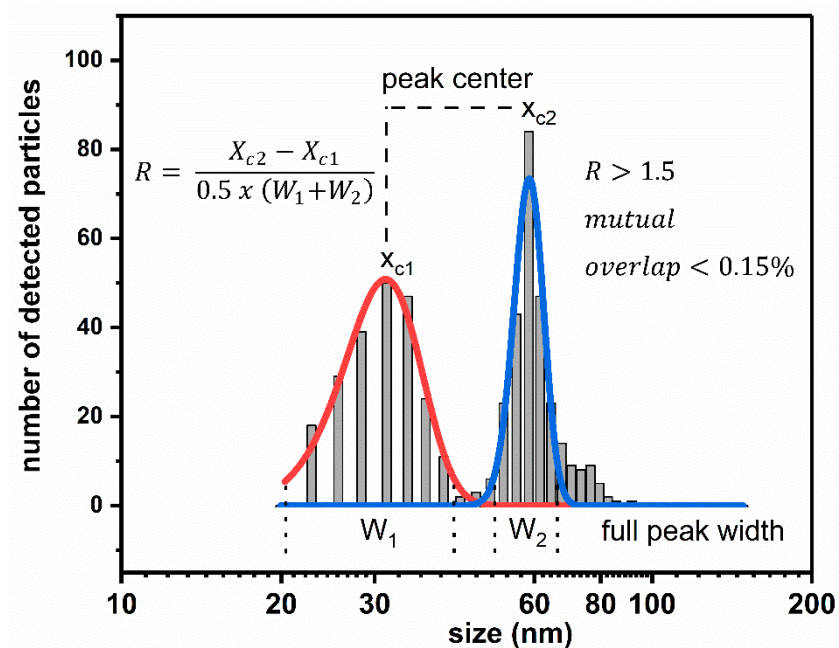 100
80
60
40
20
0
number of detected particles
peak center
x_c1
x_c2
R = (X_c2 − X_c1) / (0.5 x (W_1+W_2))
R > 1.5
mutual
overlap < 0.15%
W_1
W_2
full peak width
10 20 30 60 80 100 200
size (nm)